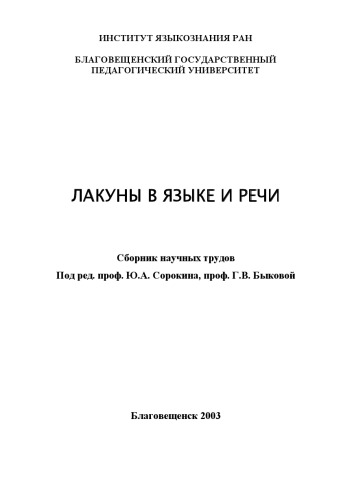 ИНСТИТУТ ЯЗЫКОЗНАНИЯ РАН
БЛАГОВЕЩЕНСКИЙ ГОСУДАРСТВЕННЫЙ
ПЕДАГОГИЧЕСКИЙ УНИВЕРСИТЕТ
ЛАКУНЫ В ЯЗЫКЕ И РЕЧИ
Сборник научных трудов
Под ред. проф. Ю.А. Сорокина, проф. Г.В. Быковой
Благовещенск 2003